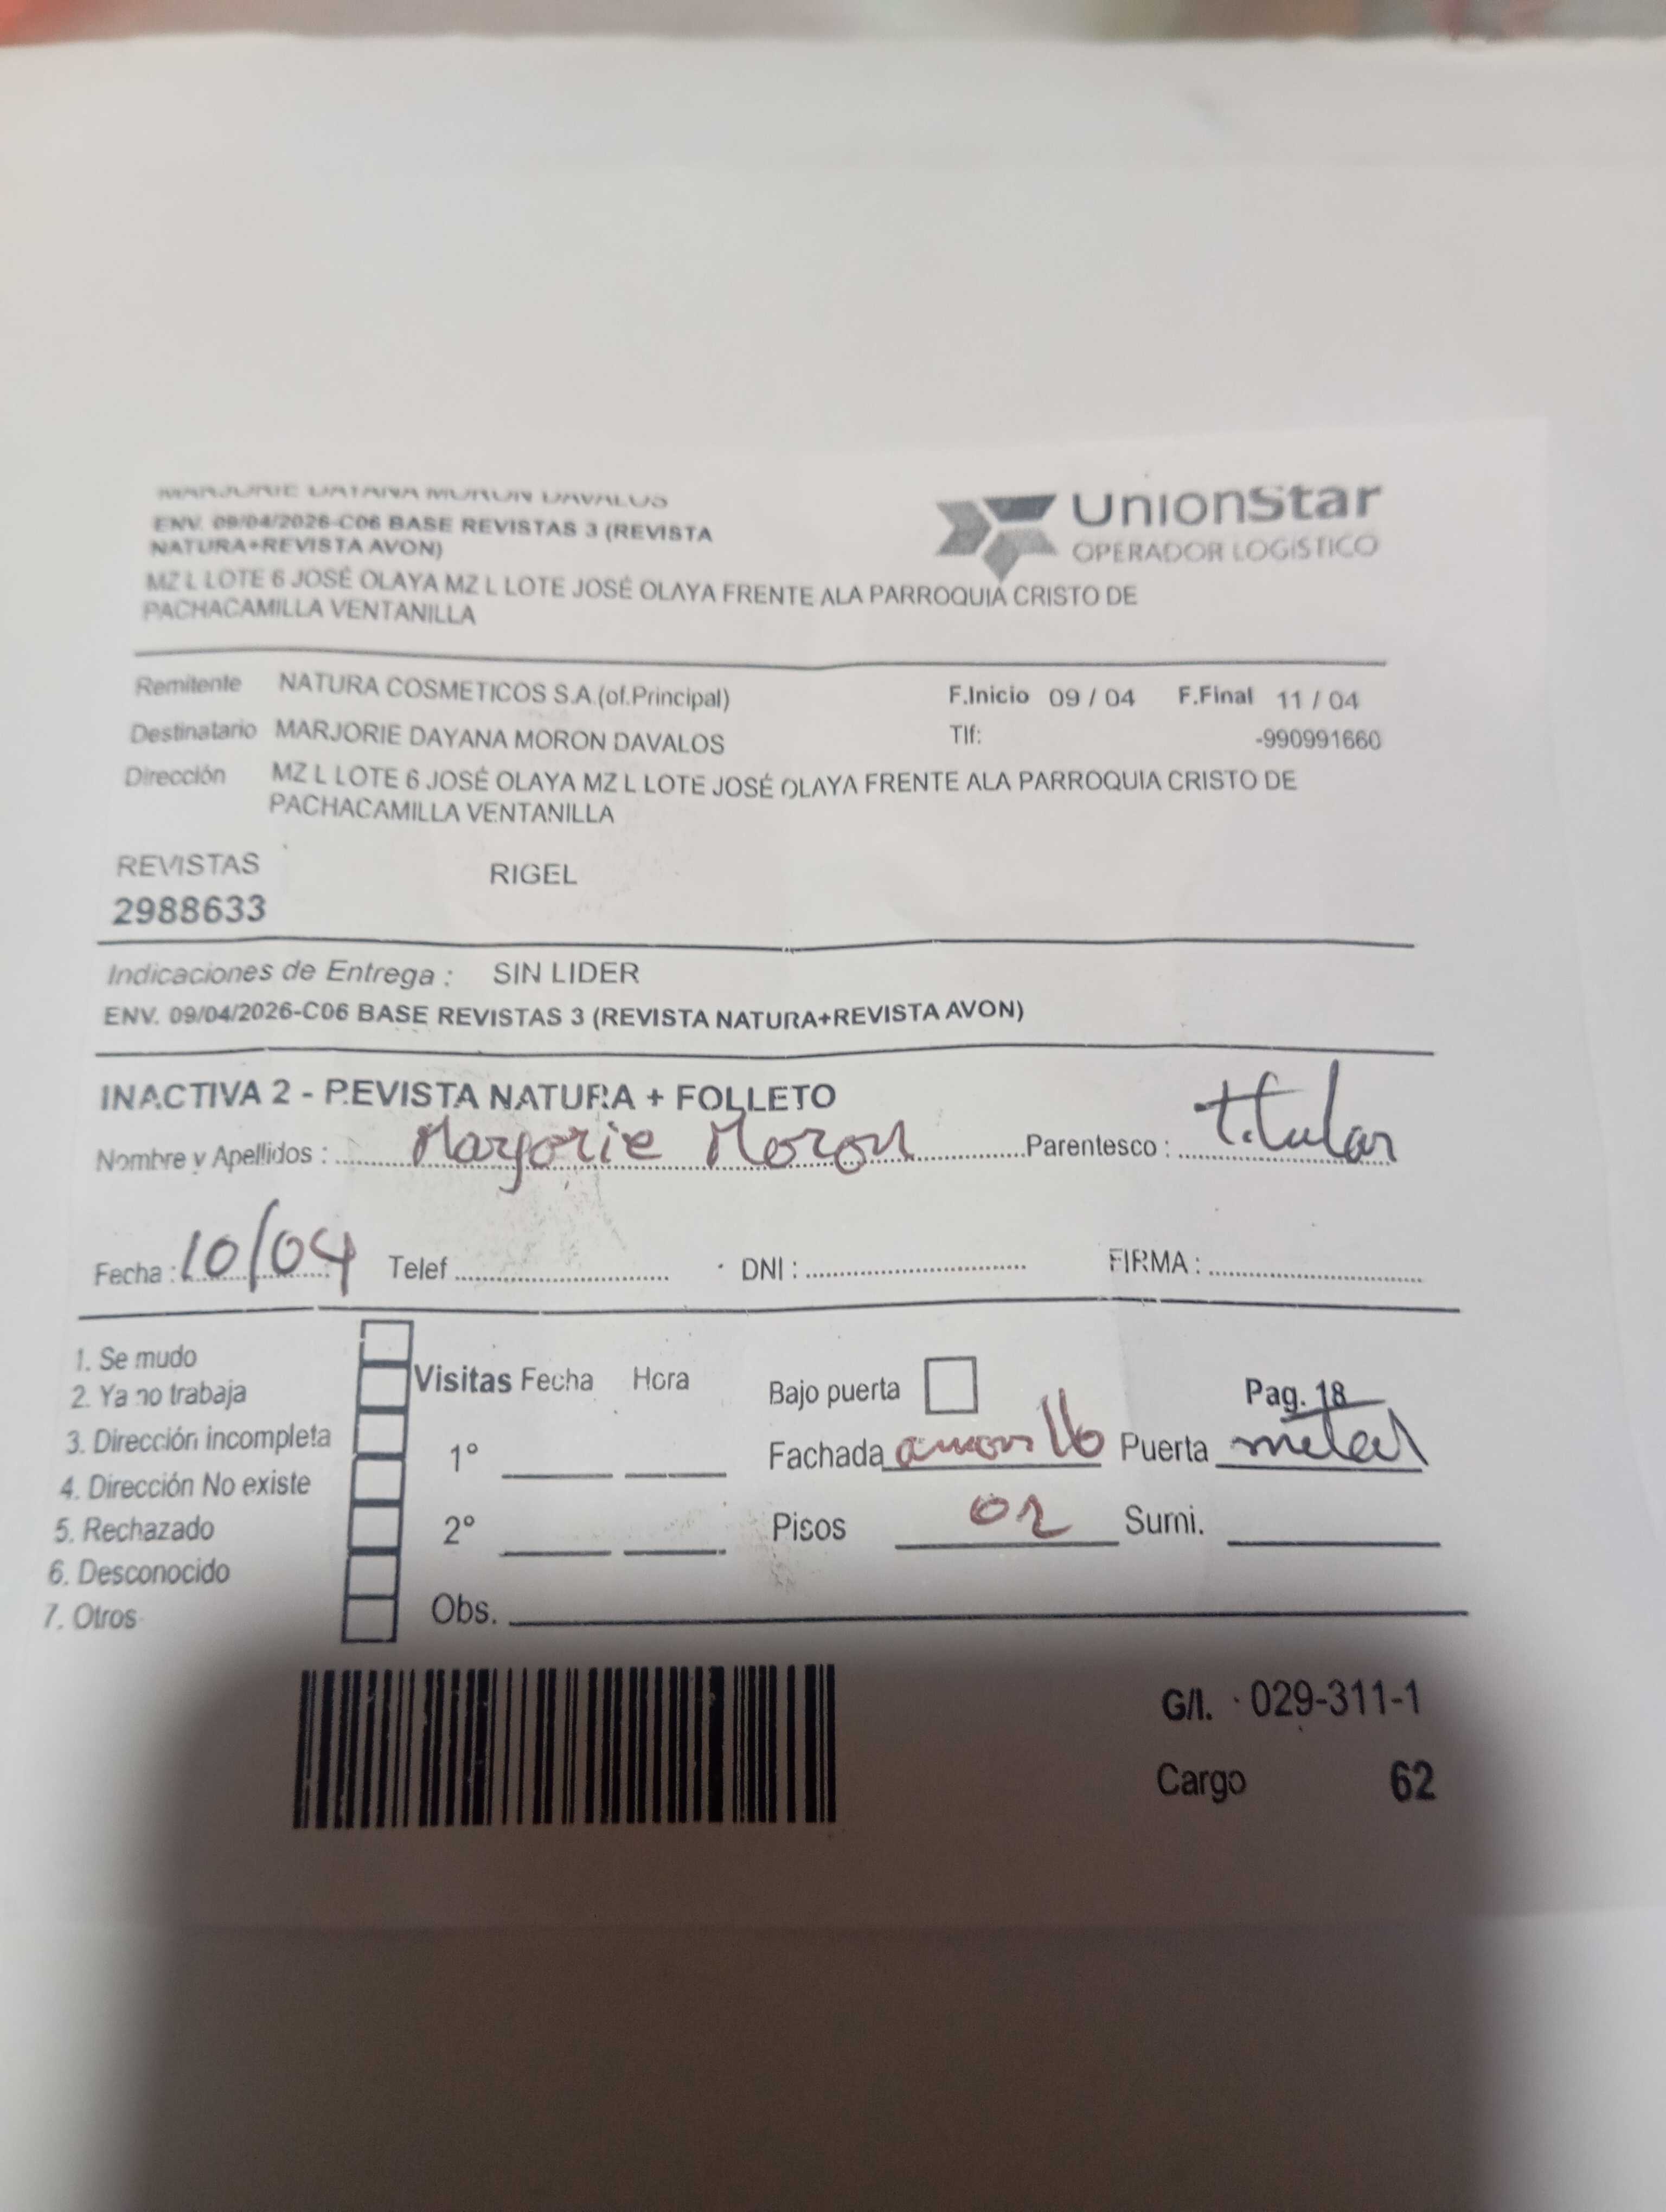 MARJORIE DAYANA MORON DAVALOS
ENV. 09/04/2026-C06 BASE REVISTAS 3 (REVISTA
NATURA+REVISTA AVON)
MZ L LOTE 6 JOSÉ OLAYA MZ L LOTE JOSÉ OLAYA FRENTE ALA PARROQUIA CRISTO DE
PACHACAMILLA VENTANILLA
UnionStar
OPERADOR LOGISTICO
Remitente NATURA COSMETICOS S.A.(of.Principal) F.Inicio 09 / 04 F.Final 11 / 04
Destinatario MARJORIE DAYANA MORON DAVALOS Tlf: -990991660
Dirección MZ L LOTE 6 JOSÉ OLAYA MZ L LOTE JOSÉ OLAYA FRENTE ALA PARROQUIA CRISTO DE
PACHACAMILLA VENTANILLA
REVISTAS RIGEL
2988633
Indicaciones de Entrega : SIN LIDER
ENV. 09/04/2026-C06 BASE REVISTAS 3 (REVISTA NATURA+REVISTA AVON)
INACTIVA 2 - REVISTA NATURA + FOLLETO
Nombre y Apellidos : Marjorie Moron Parentesco : titular
Fecha : 10/04 Telef DNI : FIRMA :
1. Se mudo
2. Ya no trabaja
3. Dirección incompleta
4. Dirección No existe
5. Rechazado
6. Desconocido
7. Otros
Visitas Fecha Hora
1°
2°
Obs.
Bajo puerta Pag. 18
Fachada amarillo Puerta metal
Pisos 02 Sumi.
G/I. 029-311-1
Cargo 62